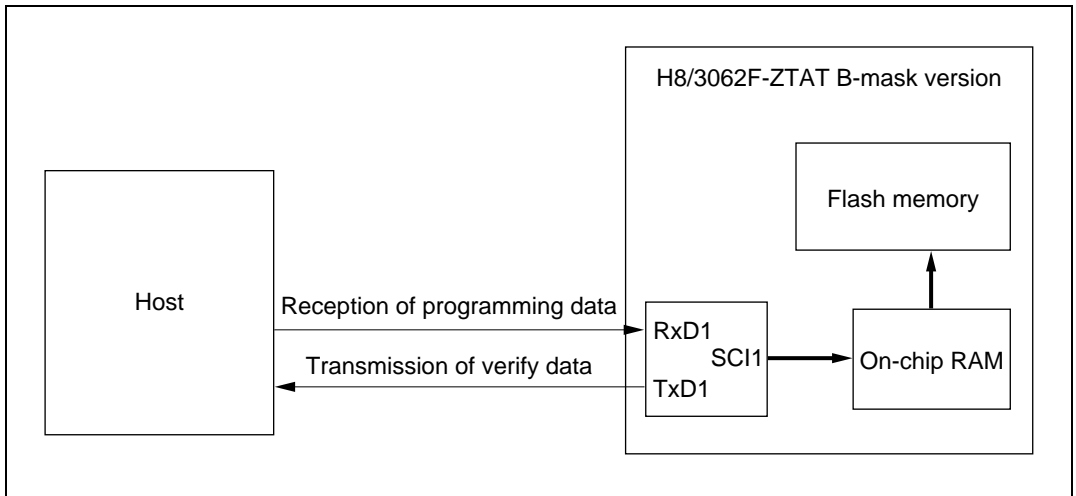 H8/3062F-ZTAT B-mask version
Flash memory
Host
Reception of programming data
RxD1
SCI1
On-chip RAM
Transmission of verify data
TxD1